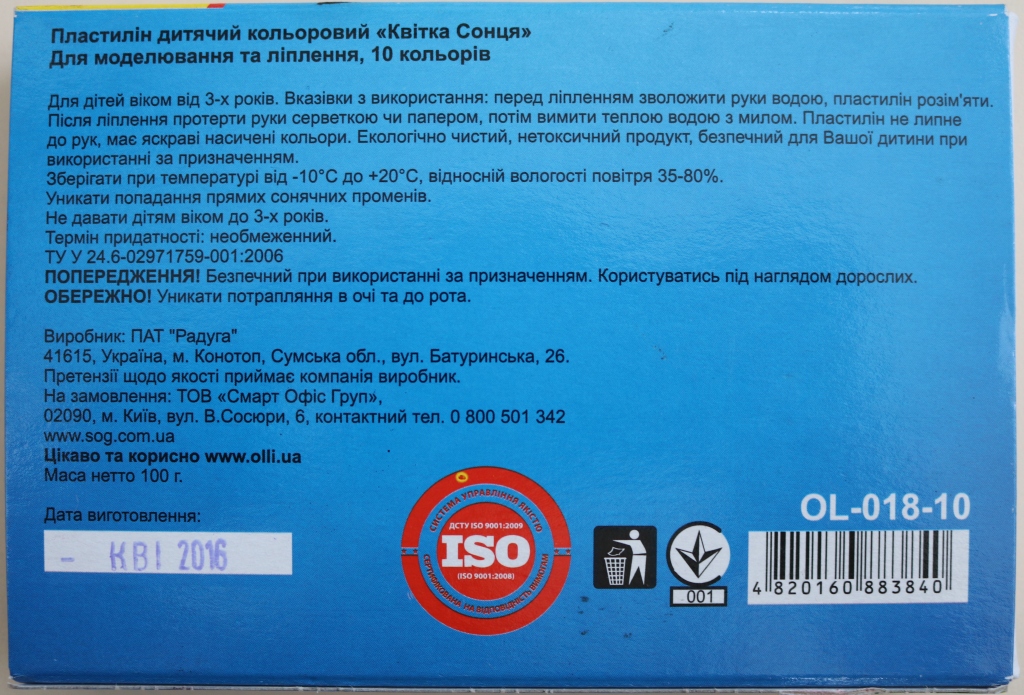 Пластилін дитячий кольоровий «Квітка Сонця»
Для моделювання та ліплення, 10 кольорів
Для дітей віком від 3-х років. Вказівки з використання: перед ліпленням зволожити руки водою, пластилін розім'яти.
Після ліплення протерти руки серветкою чи папером, потім вимити теплою водою з милом. Пластилін не липне
до рук, має яскраві насичені кольори. Екологічно чистий, нетоксичний продукт, безпечний для Вашої дитини при
використанні за призначенням.
Зберігати при температурі від -10°С до +20°С, відносній вологості повітря 35-80%.
Уникати попадання прямих сонячних променів.
Не давати дітям віком до 3-х років.
Термін придатності: необмеженний.
ТУ У 24.6-02971759-001:2006
ПОПЕРЕДЖЕННЯ! Безпечний при використанні за призначенням. Користуватись під наглядом дорослих.
ОБЕРЕЖНО! Уникати потрапляння в очі та до рота.
Виробник: ПАТ "Радуга"
41615, Україна, м. Конотоп, Сумська обл., вул. Батуринська, 26.
Претензії щодо якості приймає компанія виробник.
На замовлення: ТОВ «Смарт Офіс Груп»,
02090, м. Київ, вул. В.Сосюри, 6, контактний тел. 0 800 501 342
www.sog.com.ua
Цікаво та корисно www.olli.ua
Маса нетто 100 г.
Дата виготовлення:
- КВІ 2016
СИСТЕМА УПРАВЛІННЯ ЯКІСТЮ
ДСТУ ISO 9001:2009
ISO
(ISO 9001:2008)
СЕРТИФІКОВАНА НА ВІДПОВІДНІСТЬ ВИМОГАМ
001
OL-018-10
4 820160 883840